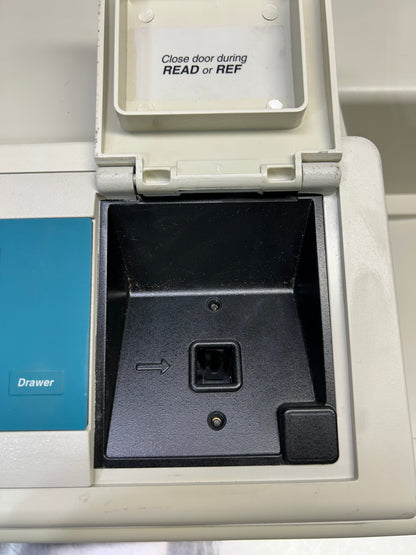 Close door during
READ or REF
Drawer